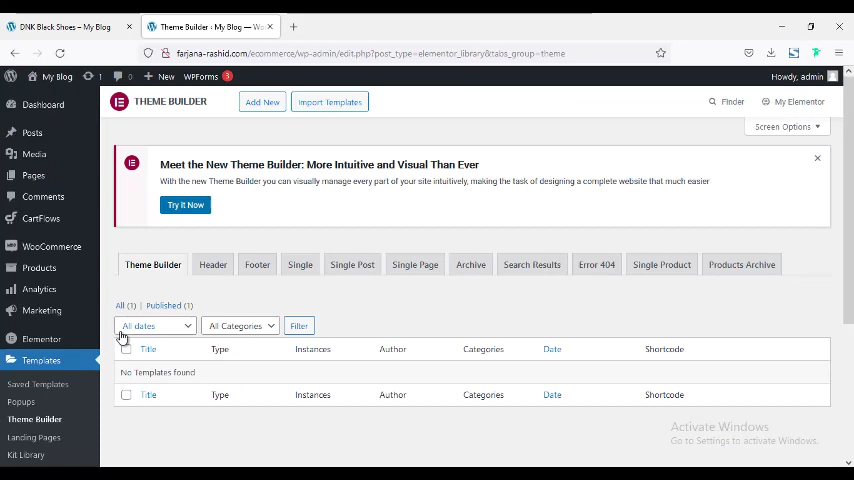 DNK Black Shoes – My Blog
Theme Builder ‹ My Blog — Wo
farjana-rashid.com/ecommerce/wp-admin/edit.php?post_type=elementor_library&tabs_group=theme
My Blog 1 0 New WPForms 3 Howdy, admin
Dashboard
Posts
Media
Pages
Comments
CartFlows
WooCommerce
Products
Analytics
Marketing
Elementor
Templates
Saved Templates
Popups
Theme Builder
Landing Pages
Kit Library
THEME BUILDER Add New Import Templates Finder My Elementor
Screen Options
Meet the New Theme Builder: More Intuitive and Visual Than Ever
With the new Theme Builder you can visually manage every part of your site intuitively, making the task of designing a complete website that much easier
Try it Now
Theme Builder Header Footer Single Single Post Single Page Archive Search Results Error 404 Single Product Products Archive
All (1) | Published (1)
All dates All Categories Filter
Title Type Instances Author Categories Date Shortcode
No Templates found
Title Type Instances Author Categories Date Shortcode
Activate Windows
Go to Settings to activate Windows.